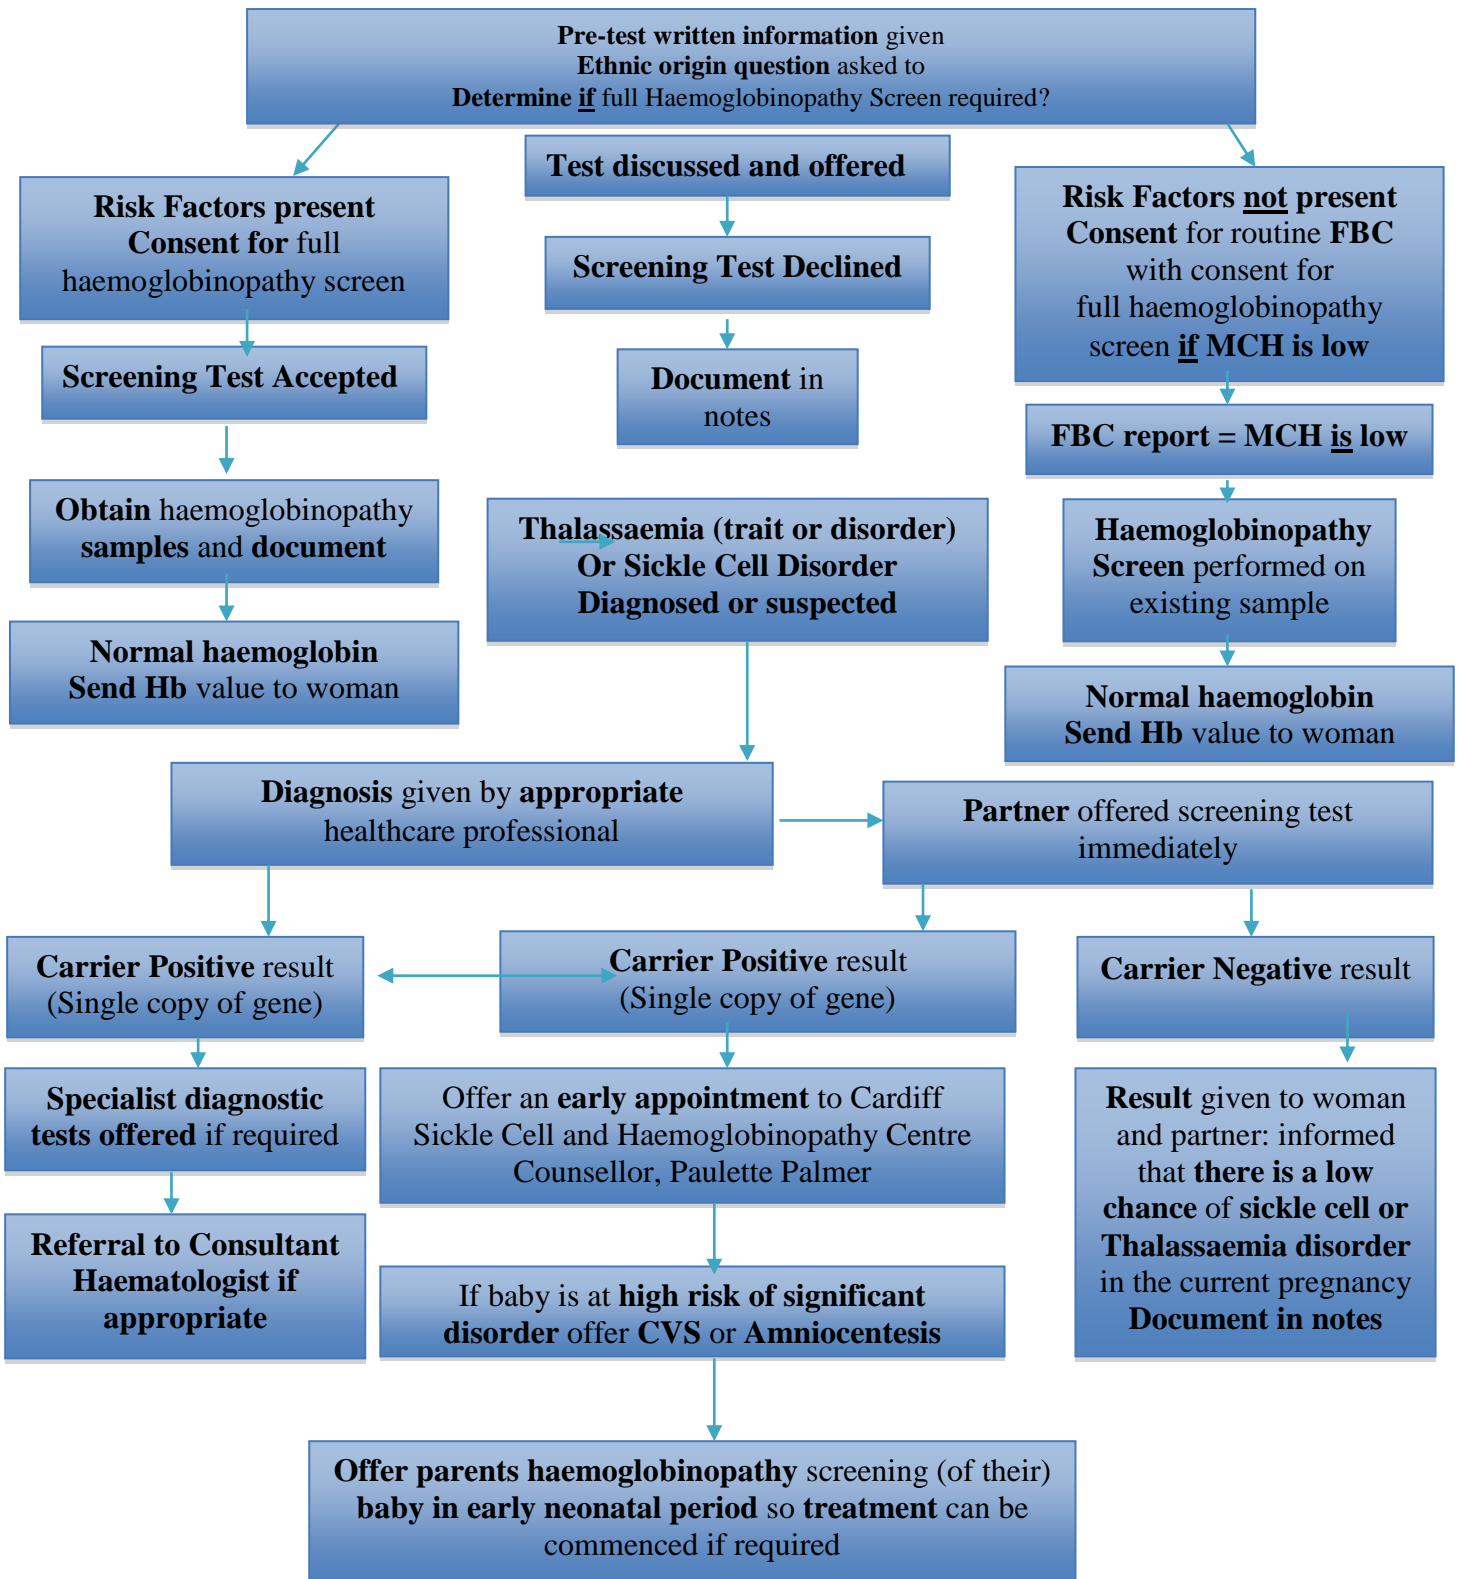 Pre-test written information given
Ethnic origin question asked to
Determine if full Haemoglobinopathy Screen required?
Test discussed and offered
Risk Factors present
Consent for full
haemoglobinopathy screen
Risk Factors not present
Consent for routine FBC
with consent for
full haemoglobinopathy
screen if MCH is low
Screening Test Declined
Screening Test Accepted
Document in
notes
FBC report = MCH is low
Obtain haemoglobinopathy
samples and document
Thalassaemia (trait or disorder)
Or Sickle Cell Disorder
Diagnosed or suspected
Haemoglobinopathy
Screen performed on
existing sample
Normal haemoglobin
Send Hb value to woman
Normal haemoglobin
Send Hb value to woman
Diagnosis given by appropriate
healthcare professional
Partner offered screening test
immediately
Carrier Positive result
(Single copy of gene)
Carrier Positive result
(Single copy of gene)
Carrier Negative result
Specialist diagnostic
tests offered if required
Offer an early appointment to Cardiff
Sickle Cell and Haemoglobinopathy Centre
Counsellor, Paulette Palmer
Result given to woman
and partner: informed
that there is a low
chance of sickle cell or
Thalassaemia disorder
in the current pregnancy
Document in notes
Referral to Consultant
Haematologist if
appropriate
If baby is at high risk of significant
disorder offer CVS or Amniocentesis
Offer parents haemoglobinopathy screening (of their)
baby in early neonatal period so treatment can be
commenced if required